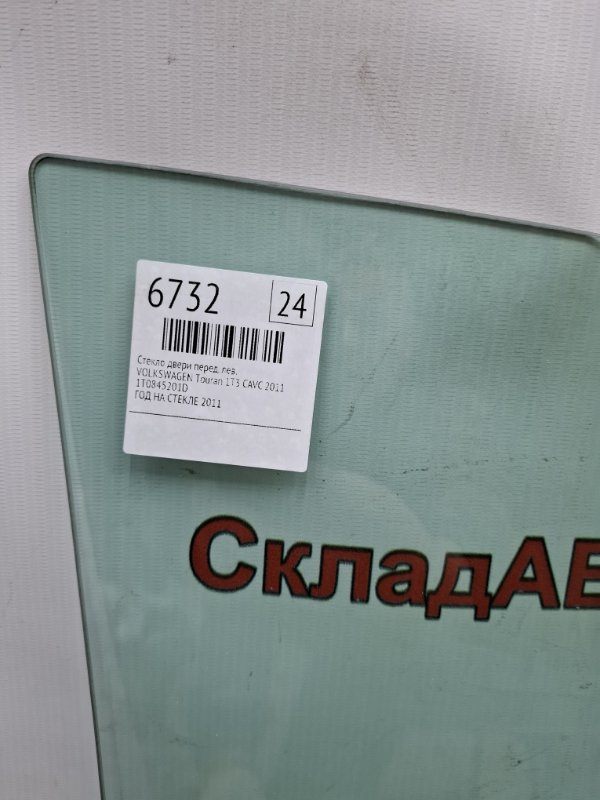 6732
24
Стекло двери перед. лев.
VOLKSWAGEN Touran 1T3 CAVC 2011
1T0845201D
ГОД НА СТЕКЛЕ 2011
СкладАВ